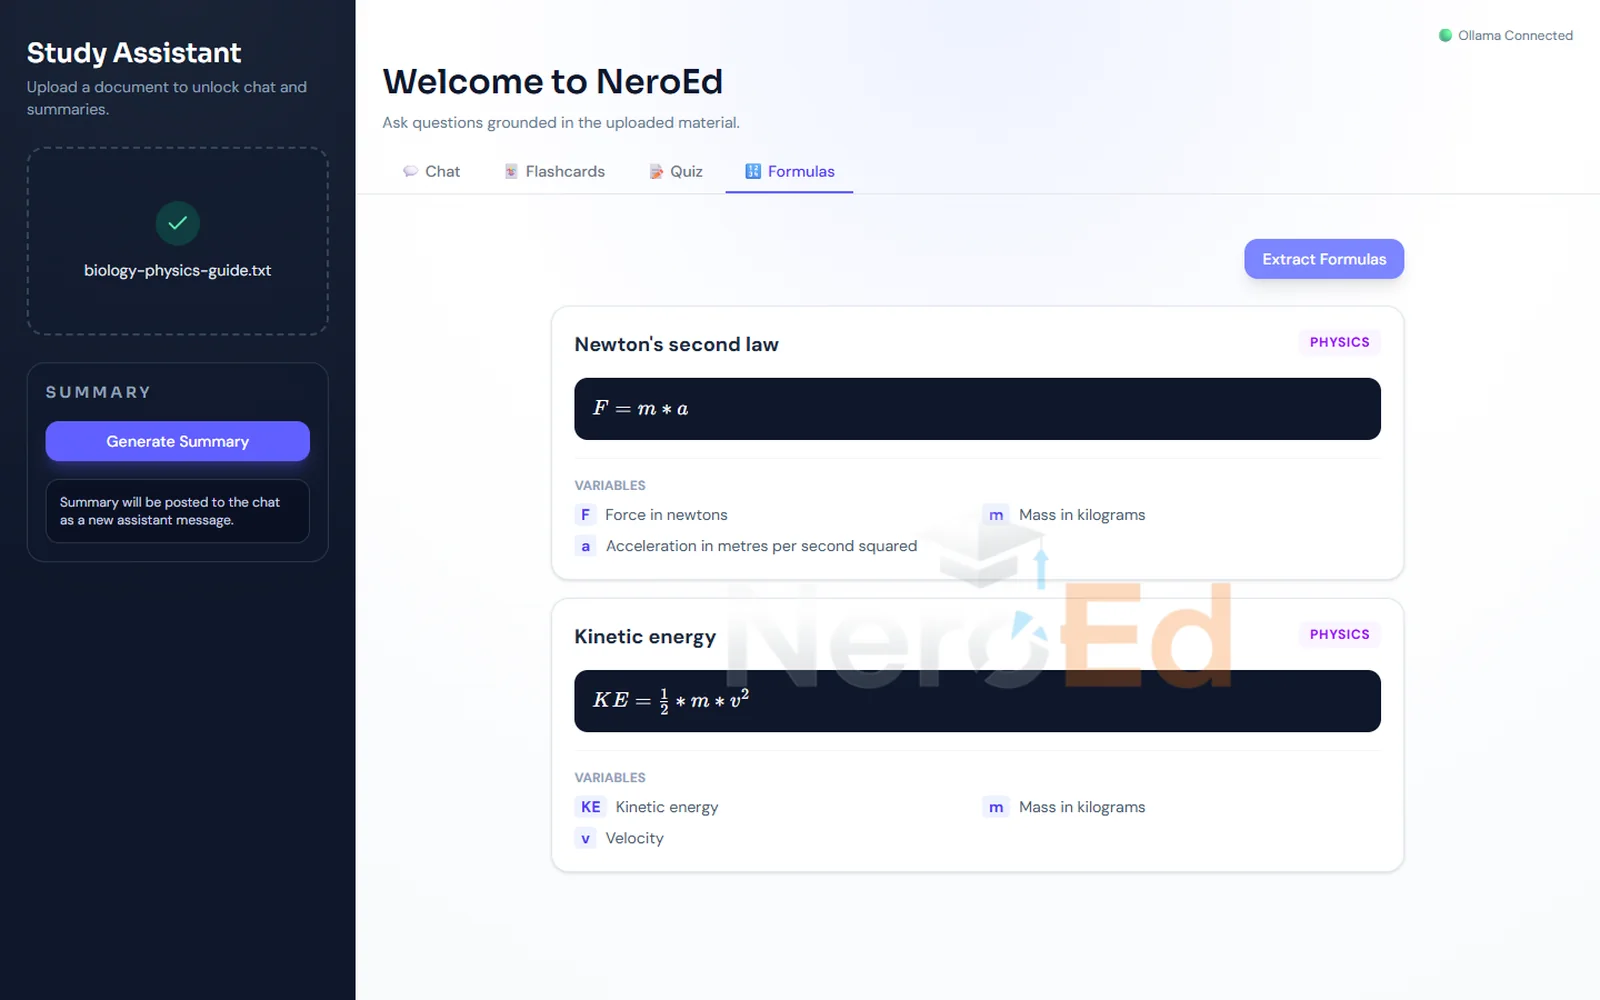 Study Assistant
Upload a document to unlock chat and
summaries.
biology-physics-guide.txt
SUMMARY
Generate Summary
Summary will be posted to the chat
as a new assistant message.
Ollama Connected
Welcome to NeroEd
Ask questions grounded in the uploaded material.
Chat Flashcards Quiz Formulas
Extract Formulas
Newton's second law PHYSICS
F = m * a
VARIABLES
F Force in newtons m Mass in kilograms
a Acceleration in metres per second squared
NeroEd
Kinetic energy PHYSICS
KE = 1/2 * m * v²
VARIABLES
KE Kinetic energy m Mass in kilograms
v Velocity